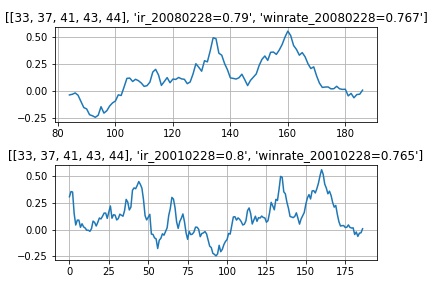 [[33, 37, 41, 43, 44], 'ir_20080228=0.79', 'winrate_20080228=0.767']
0.50
0.25
0.00
−0.25
80 100 120 140 160 180
[[33, 37, 41, 43, 44], 'ir_20010228=0.8', 'winrate_20010228=0.765']
0.50
0.25
0.00
−0.25
0 25 50 75 100 125 150 175